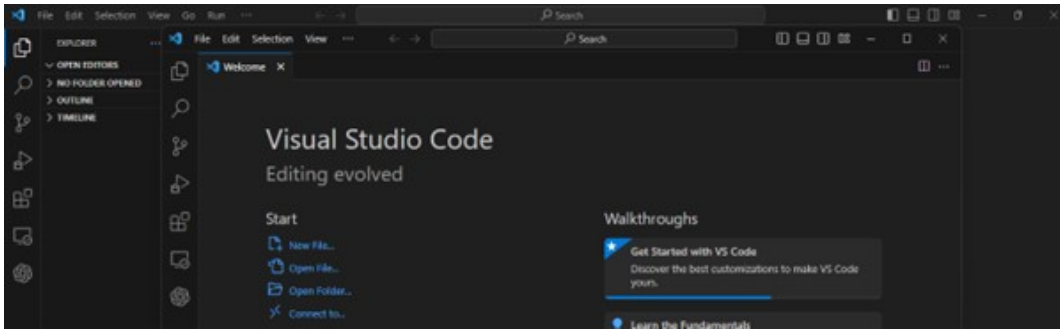 File Edit Selection View Go Run ··· Search
EXPLORER ···
OPEN EDITORS
NO FOLDER OPENED
OUTLINE
TIMELINE
File Edit Selection View ··· Search
Welcome
Visual Studio Code
Editing evolved
Start
New File...
Open File...
Open Folder...
Connect to...
Walkthroughs
Get Started with VS Code
Discover the best customizations to make VS Code
yours.
Learn the Fundamentals